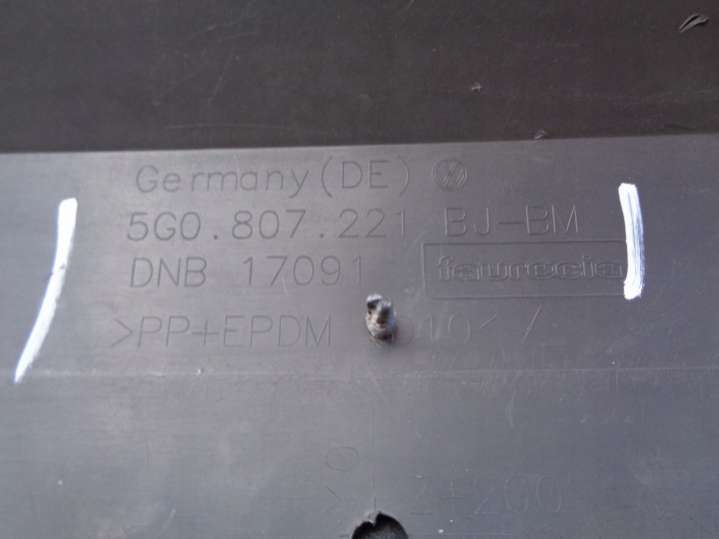 Germany (DE)
5G0.807.221 BJ-BM
DNB 17091
faurecia
>PP+EPDM